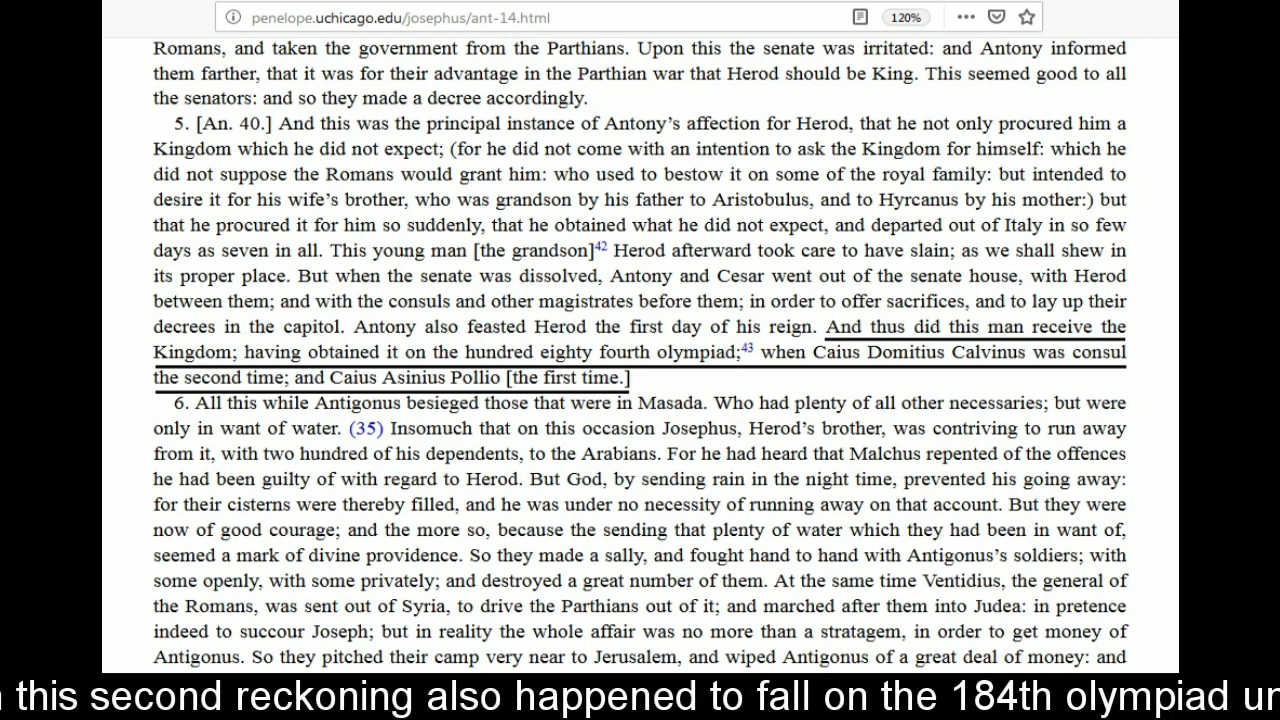 penelope.uchicago.edu/josephus/ant-14.html 120%
Romans, and taken the government from the Parthians. Upon this the senate was irritated: and Antony informed
them farther, that it was for their advantage in the Parthian war that Herod should be King. This seemed good to all
the senators: and so they made a decree accordingly.
5. [An. 40.] And this was the principal instance of Antony’s affection for Herod, that he not only procured him a
Kingdom which he did not expect; (for he did not come with an intention to ask the Kingdom for himself: which he
did not suppose the Romans would grant him: who used to bestow it on some of the royal family: but intended to
desire it for his wife’s brother, who was grandson by his father to Aristobulus, and to Hyrcanus by his mother:) but
that he procured it for him so suddenly, that he obtained what he did not expect, and departed out of Italy in so few
days as seven in all. This young man [the grandson]42 Herod afterward took care to have slain; as we shall shew in
its proper place. But when the senate was dissolved, Antony and Cesar went out of the senate house, with Herod
between them; and with the consuls and other magistrates before them; in order to offer sacrifices, and to lay up their
decrees in the capitol. Antony also feasted Herod the first day of his reign. And thus did this man receive the
Kingdom; having obtained it on the hundred eighty fourth olympiad;43 when Caius Domitius Calvinus was consul
the second time; and Caius Asinius Pollio [the first time.]
6. All this while Antigonus besieged those that were in Masada. Who had plenty of all other necessaries; but were
only in want of water. (35) Insomuch that on this occasion Josephus, Herod’s brother, was contriving to run away
from it, with two hundred of his dependents, to the Arabians. For he had heard that Malchus repented of the offences
he had been guilty of with regard to Herod. But God, by sending rain in the night time, prevented his going away:
for their cisterns were thereby filled, and he was under no necessity of running away on that account. But they were
now of good courage; and the more so, because the sending that plenty of water which they had been in want of,
seemed a mark of divine providence. So they made a sally, and fought hand to hand with Antigonus’s soldiers; with
some openly, with some privately; and destroyed a great number of them. At the same time Ventidius, the general of
the Romans, was sent out of Syria, to drive the Parthians out of it; and marched after them into Judea: in pretence
indeed to succour Joseph; but in reality the whole affair was no more than a stratagem, in order to get money of
Antigonus. So they pitched their camp very near to Jerusalem, and wiped Antigonus of a great deal of money: and
this second reckoning also happened to fall on the 184th olympiad